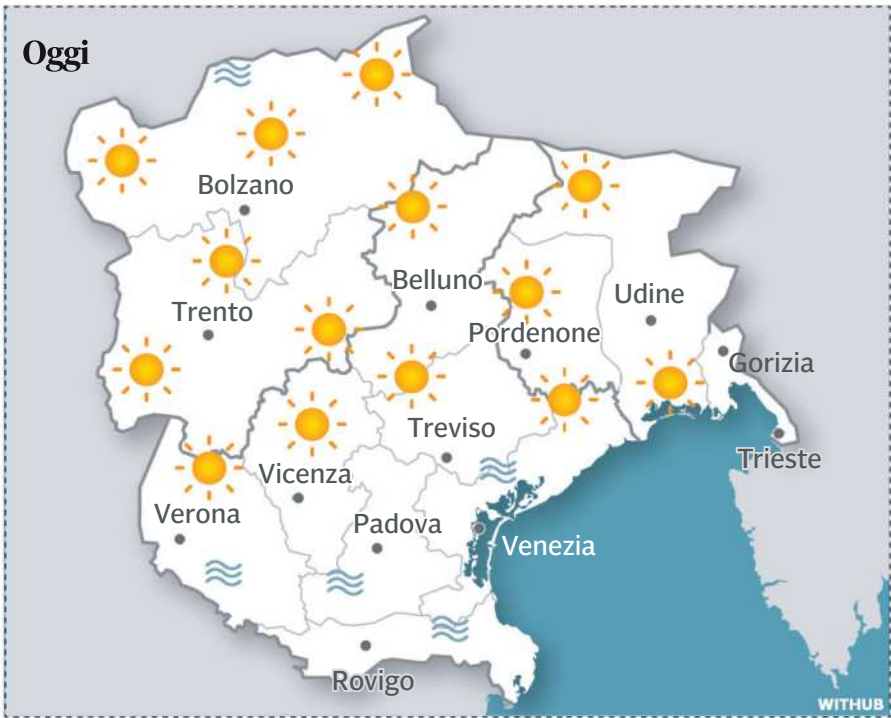 Oggi
Bolzano
Belluno
Udine
Trento
Pordenone
Gorizia
Treviso
Trieste
Vicenza
Verona
Padova
Venezia
Rovigo
WITHUB